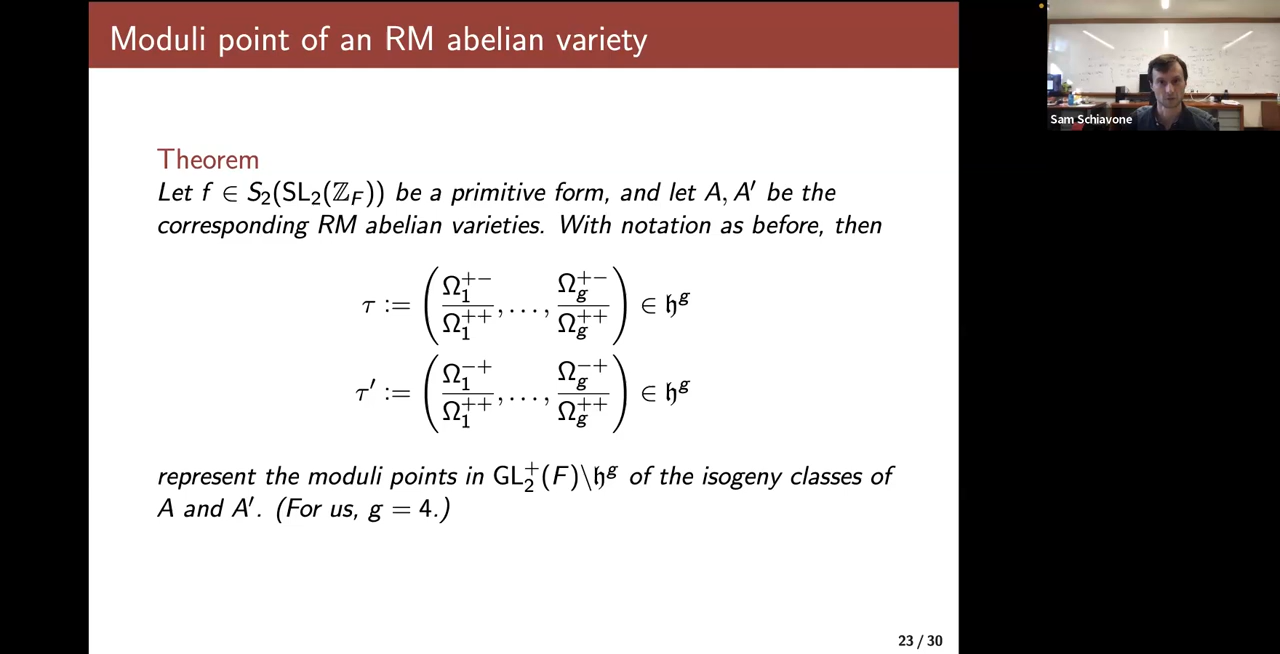 Moduli point of an RM abelian variety
Sam Schiavone
Theorem
Let f ∈ S₂(SL₂(ℤ_F)) be a primitive form, and let A, A′ be the
corresponding RM abelian varieties. With notation as before, then
τ := (Ω₁⁺⁻/Ω₁⁺⁺, . . . , Ω_g⁺⁻/Ω_g⁺⁺) ∈ 𝔥^g
τ′ := (Ω₁⁻⁺/Ω₁⁺⁺, . . . , Ω_g⁻⁺/Ω_g⁺⁺) ∈ 𝔥^g
represent the moduli points in GL₂⁺(F)\𝔥^g of the isogeny classes of
A and A′. (For us, g = 4.)
23 / 30